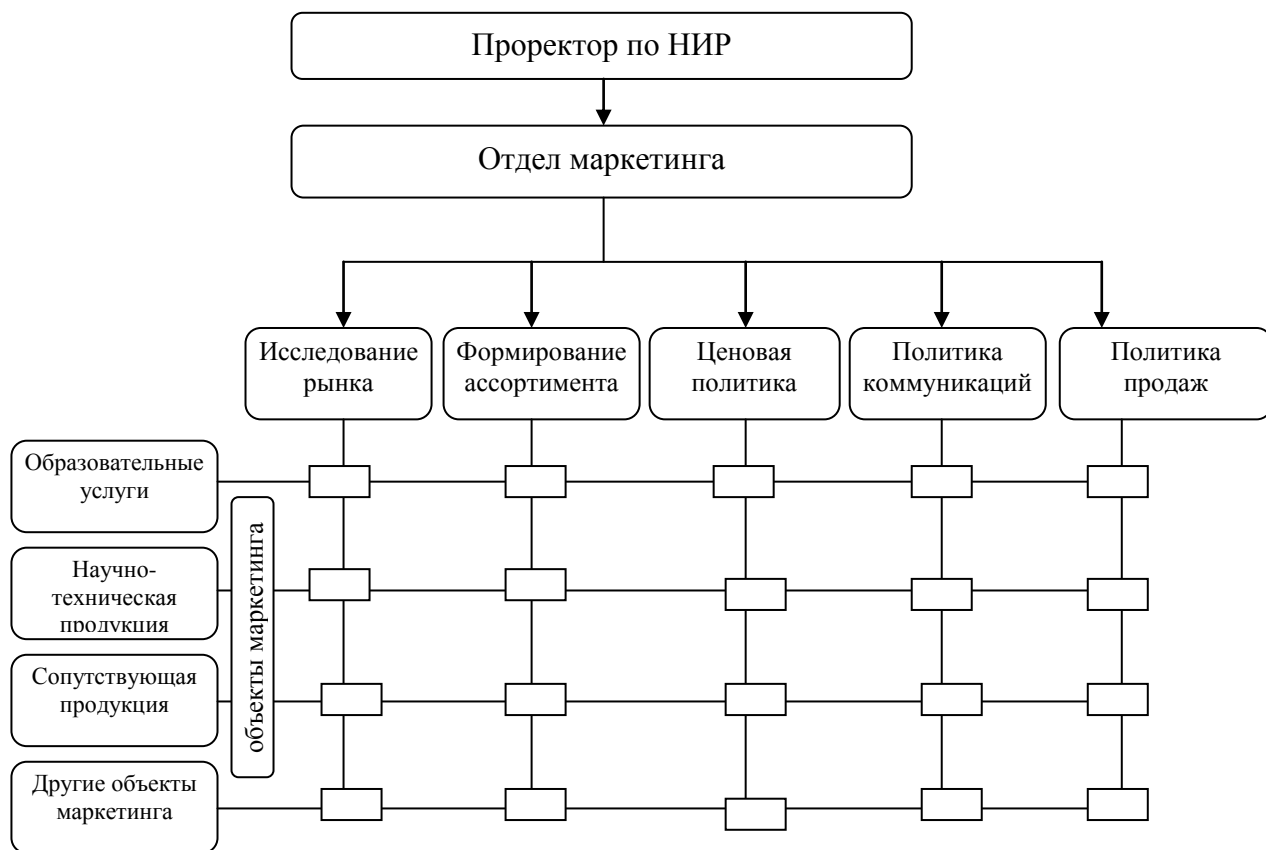 Проректор по НИР
Отдел маркетинга
Исследование
рынка
Формирование
ассортимента
Ценовая
политика
Политика
коммуникаций
Политика
продаж
Образовательные
услуги
объекты маркетинга
Научно-
техническая
продукция
Сопутствующая
продукция
Другие объекты
маркетинга